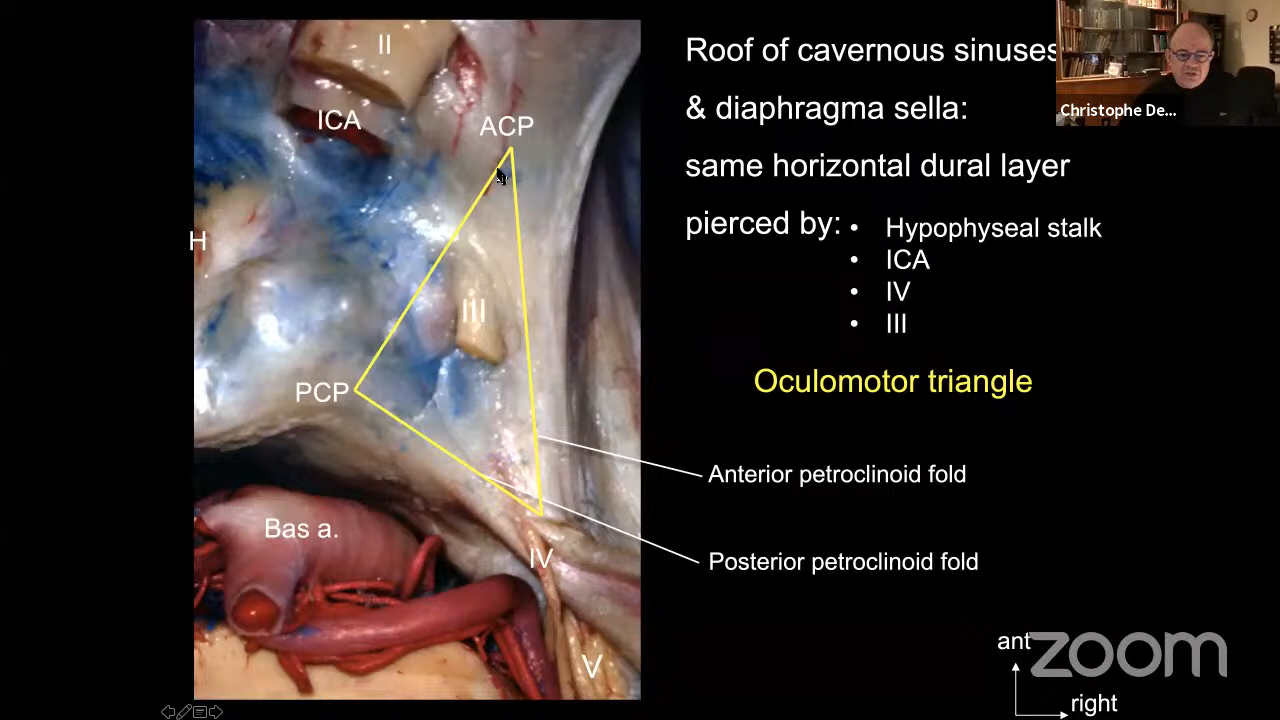 II
ICA
ACP
H
III
PCP
Bas a.
IV
V
Roof of cavernous sinuses
& diaphragma sella:
same horizontal dural layer
pierced by:
• Hypophyseal stalk
• ICA
• IV
• III
Oculomotor triangle
Anterior petroclinoid fold
Posterior petroclinoid fold
ant
right
Christophe De...
zoom